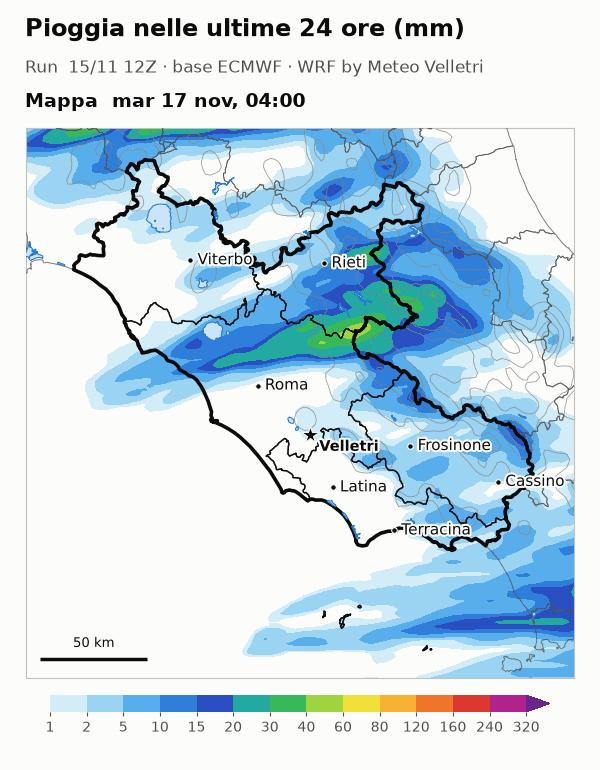 Pioggia nelle ultime 24 ore (mm)
Run  15/11 12Z · base ECMWF · WRF by Meteo Velletri
Mappa  mar 17 nov, 04:00
Viterbo
Rieti
Roma
Velletri
Frosinone
Cassino
Latina
Terracina
50 km
1 2 5 10 15 20 30 40 60 80 120 160 240 320